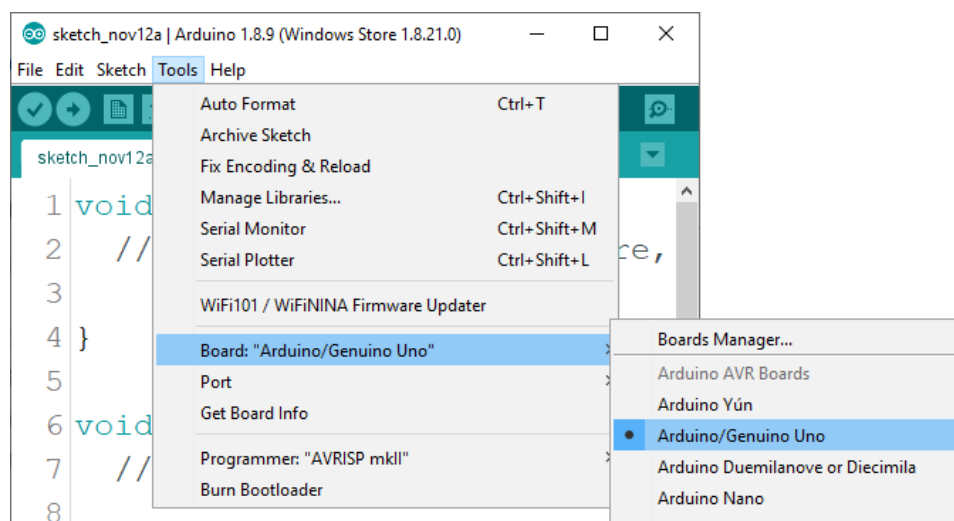 sketch_nov12a | Arduino 1.8.9 (Windows Store 1.8.21.0)
File Edit Sketch Tools Help
sketch_nov12a
Auto Format Ctrl+T
Archive Sketch
Fix Encoding & Reload
Manage Libraries... Ctrl+Shift+I
Serial Monitor Ctrl+Shift+M
Serial Plotter Ctrl+Shift+L
WiFi101 / WiFiNINA Firmware Updater
Board: "Arduino/Genuino Uno"
Port
Get Board Info
Programmer: "AVRISP mkII"
Burn Bootloader
Boards Manager...
Arduino AVR Boards
Arduino Yún
Arduino/Genuino Uno
Arduino Duemilanove or Diecimila
Arduino Nano
1 void
2 // re,
3
4 }
5
6 void
7 //
8